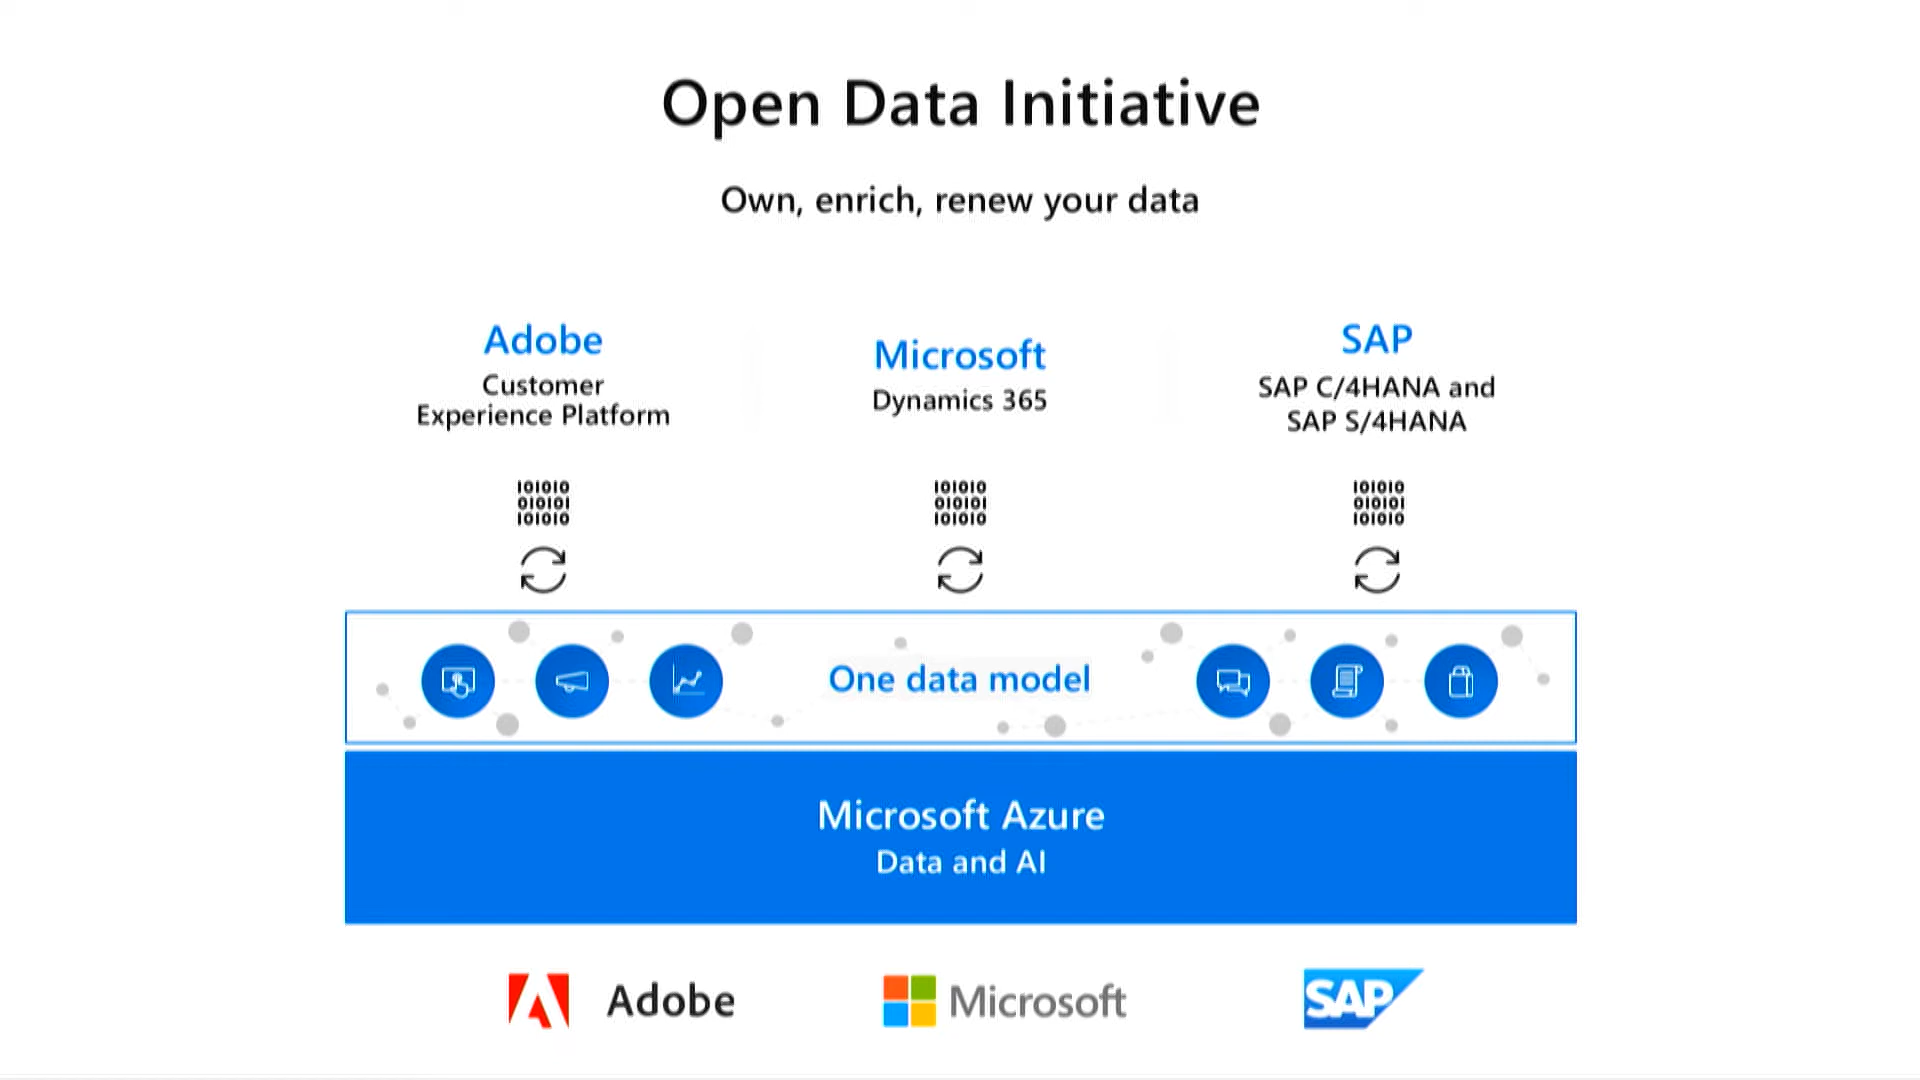 Open Data Initiative
Own, enrich, renew your data
Adobe
Customer
Experience Platform
Microsoft
Dynamics 365
SAP
SAP C/4HANA and
SAP S/4HANA
101010
010101
101010
101010
010101
101010
101010
010101
101010
One data model
Microsoft Azure
Data and AI
Adobe
Microsoft
SAP